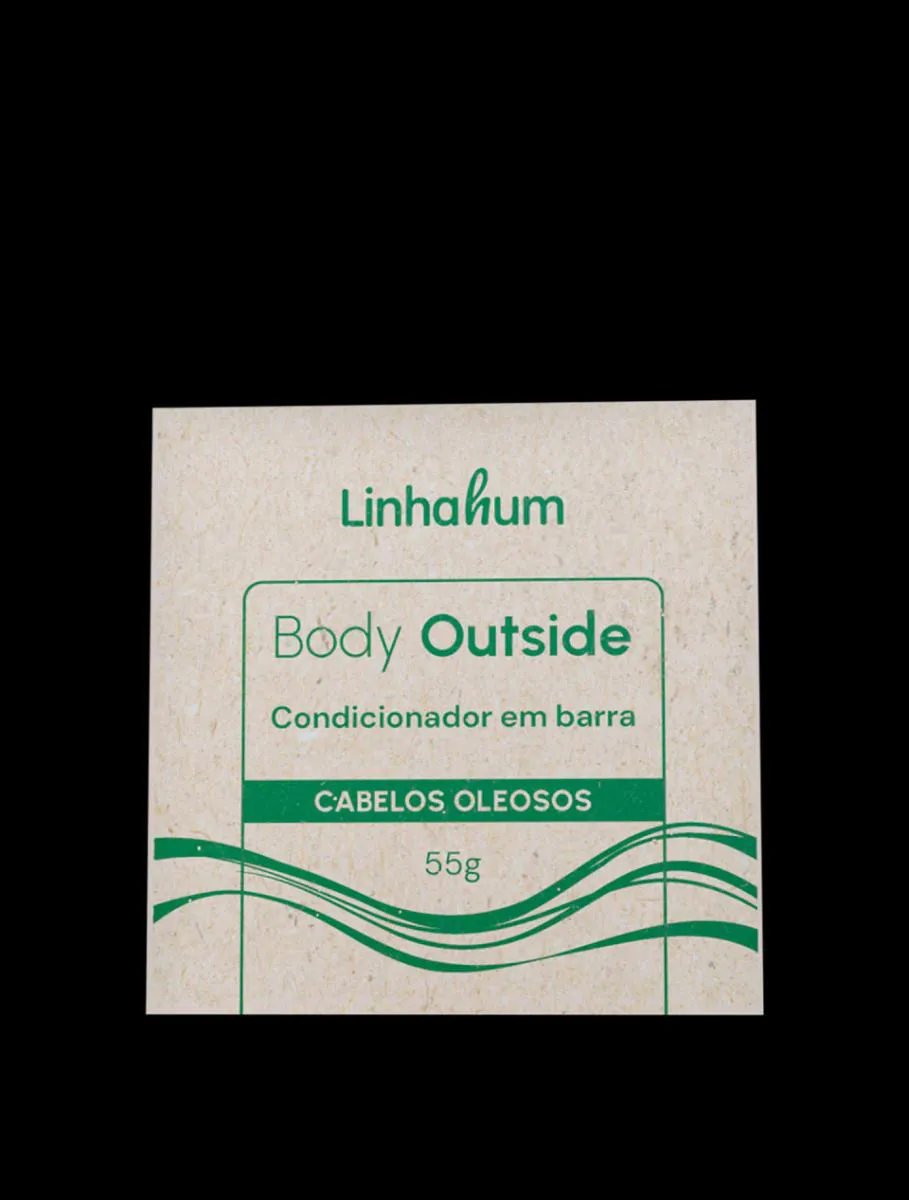 Linhahum
Body Outside
Condicionador em barra
CABELOS OLEOSOS
55g